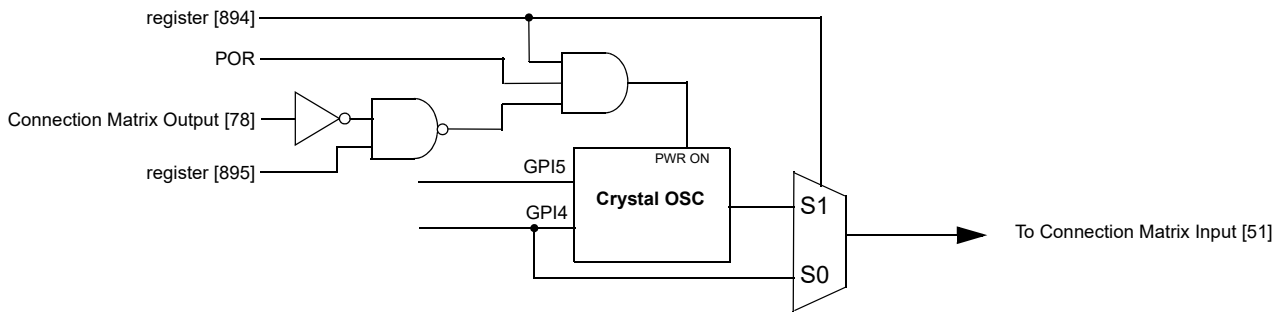 register [894]
POR
Connection Matrix Output [78]
register [895]
PWR ON
GPI5
Crystal OSC
GPI4
S1
To Connection Matrix Input [51]
S0